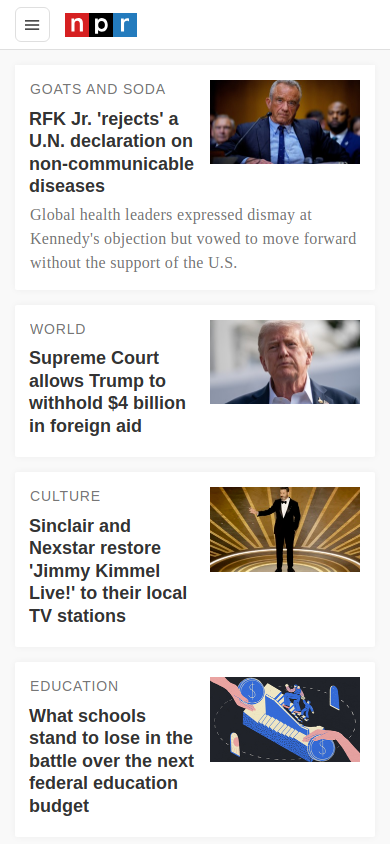 npr
GOATS AND SODA
RFK Jr. 'rejects' a
U.N. declaration on
non-communicable
diseases
Global health leaders expressed dismay at
Kennedy's objection but vowed to move forward
without the support of the U.S.
WORLD
Supreme Court
allows Trump to
withhold $4 billion
in foreign aid
CULTURE
Sinclair and
Nexstar restore
'Jimmy Kimmel
Live!' to their local
TV stations
EDUCATION
What schools
stand to lose in the
battle over the next
federal education
budget